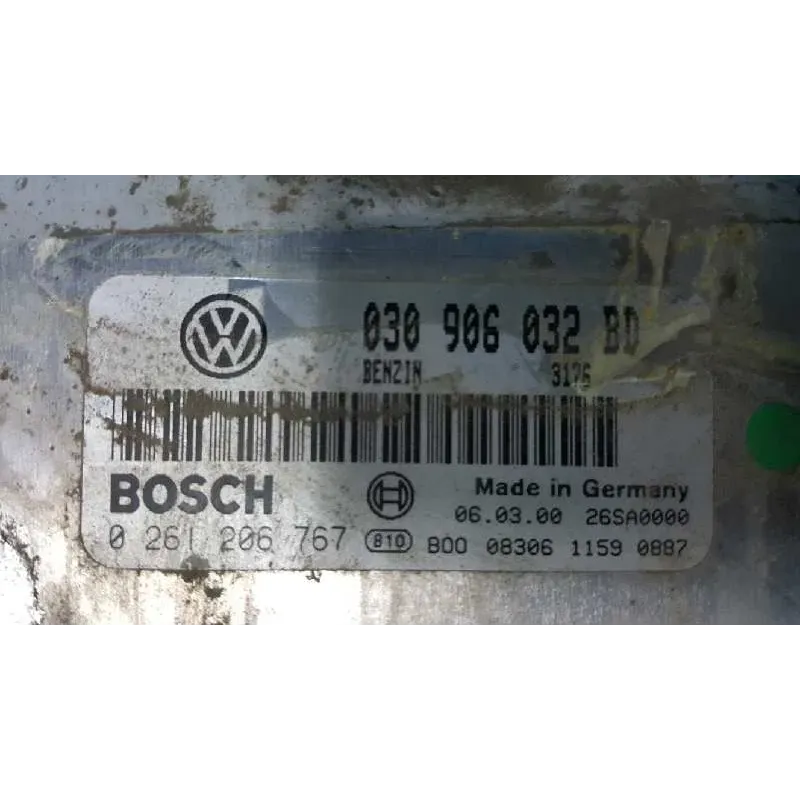 030 906 032 BD
BENZIN 3176
BOSCH Made in Germany
06.03.00 26SA0000
0 261 206 767 810 B00 08306 1159 0887